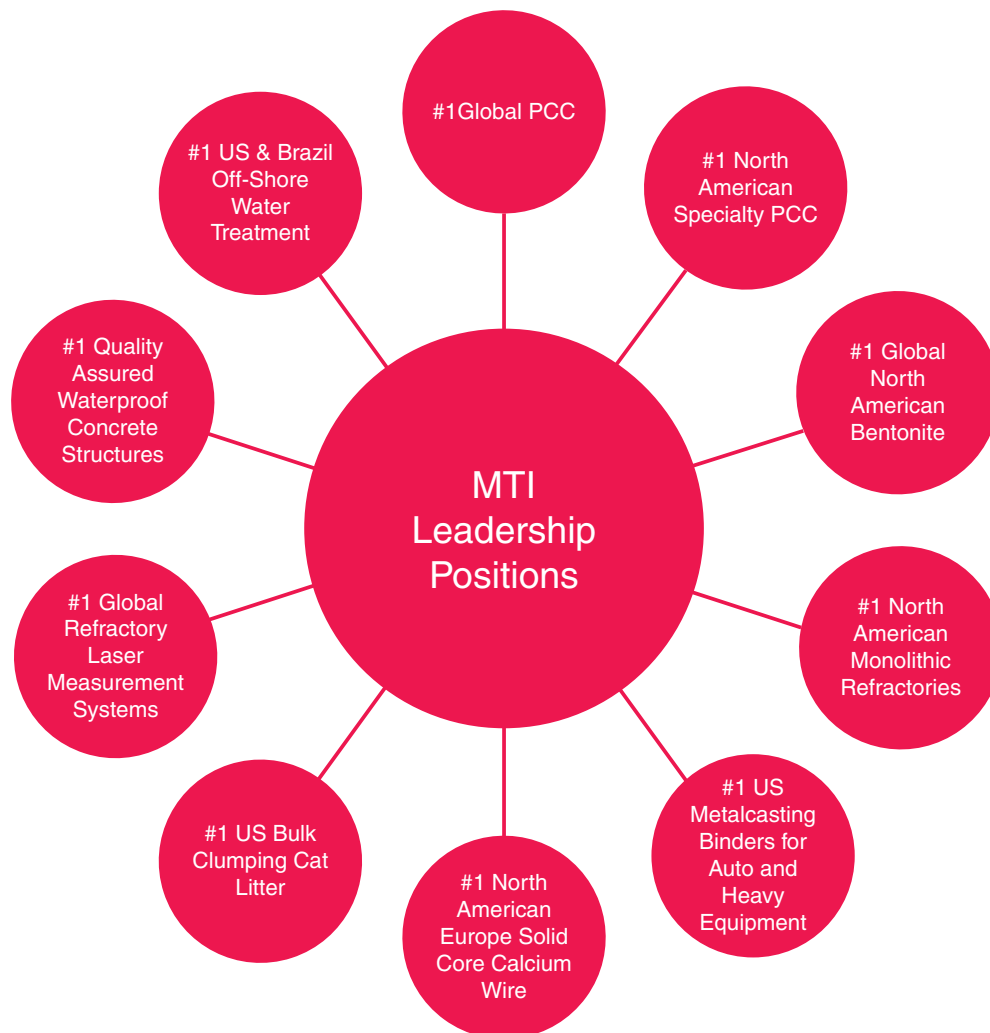 #1Global PCC
#1 North
American
Specialty PCC
#1 Global
North
American
Bentonite
#1 North
American
Monolithic
Refractories
#1 US
Metalcasting
Binders for
Auto and
Heavy
Equipment
#1 North
American
Europe Solid
Core Calcium
Wire
#1 US Bulk
Clumping Cat
Litter
#1 Global
Refractory
Laser
Measurement
Systems
#1 Quality
Assured
Waterproof
Concrete
Structures
#1 US & Brazil
Off-Shore
Water
Treatment
MTI
Leadership
Positions